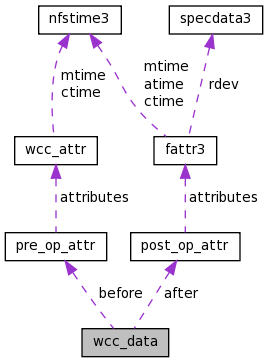 nfstime3
specdata3
mtime
ctime
mtime
atime
ctime
rdev
wcc_attr
fattr3
attributes
attributes
pre_op_attr
post_op_attr
before
after
wcc_data